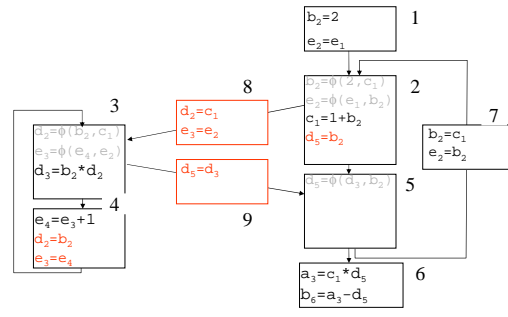 1
b₂=2
e₂=e₁
2
b₂=ϕ(2,c₁)
e₂=ϕ(e₁,b₂)
c₁=1+b₂
d₅=b₂
8
d₂=c₁
e₃=e₂
3
d₂=ϕ(b₂,c₁)
e₃=ϕ(e₄,e₂)
d₃=b₂*d₂
7
b₂=c₁
e₂=b₂
d₅=d₃
9
5
d₅=ϕ(d₃,b₂)
4
e₄=e₃+1
d₂=b₂
e₃=e₄
6
a₃=c₁*d₅
b₆=a₃-d₅